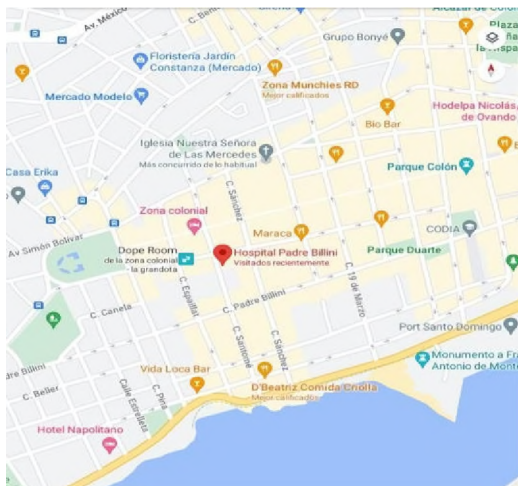 C. Benito
Sirena
Alcázar de Colón
Av. México
Grupo Bonyé
Plaza
Floristería Jardín
Constanza (Mercado)
Zona Munchies RD
Mejor calificados
Mercado Modelo
Hodelpa Nicolás
de Ovando
Bio Bar
Iglesia Nuestra Señora
De Las Mercedes
Más concurrido de lo habitual
Parque Colón
Casa Erika
C. Sánchez
Zona colonial
Maraca
CODIA
Av Simón Bolívar
Dope Room
de la zona colonial
- la grandota
Hospital Padre Billini
Visitados recientemente
Parque Duarte
C. Espaillat
C. 19 de Marzo
C. Padre Billini
C. Canela
Port Santo Domingo
C. Santomé
C. Sánchez
Monumento a Fra
Antonio de Monte
dre Billini
Vida Loca Bar
D'Beatriz Comida Criolla
Mejor calificados
C. Beller
Calle Estrelleta
C. Pina
Hotel Napolitano